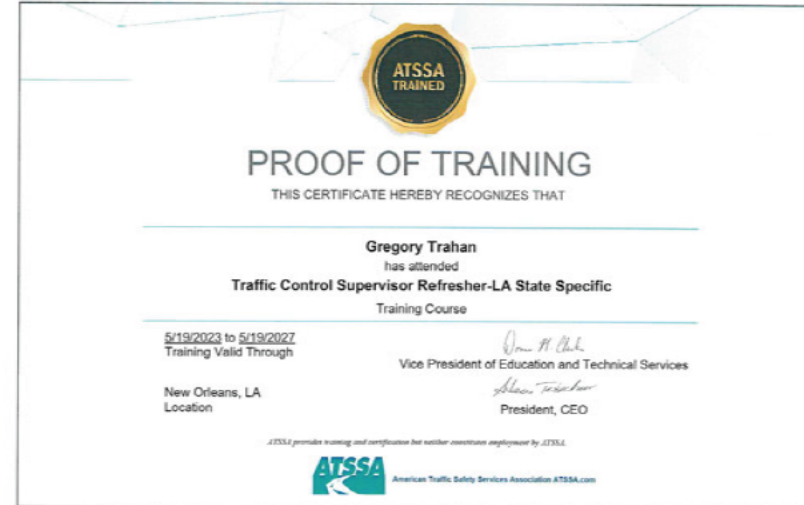 ATSSA
TRAINED
PROOF OF TRAINING
THIS CERTIFICATE HEREBY RECOGNIZES THAT
Gregory Trahan
has attended
Traffic Control Supervisor Refresher-LA State Specific
Training Course
5/19/2023 to 5/19/2027
Training Valid Through
Vice President of Education and Technical Services
New Orleans, LA
Location
President, CEO
ATSSA provides training and certification but neither constitutes employment by ATSSA.
ATSSA
American Traffic Safety Services Association ATSSA.com